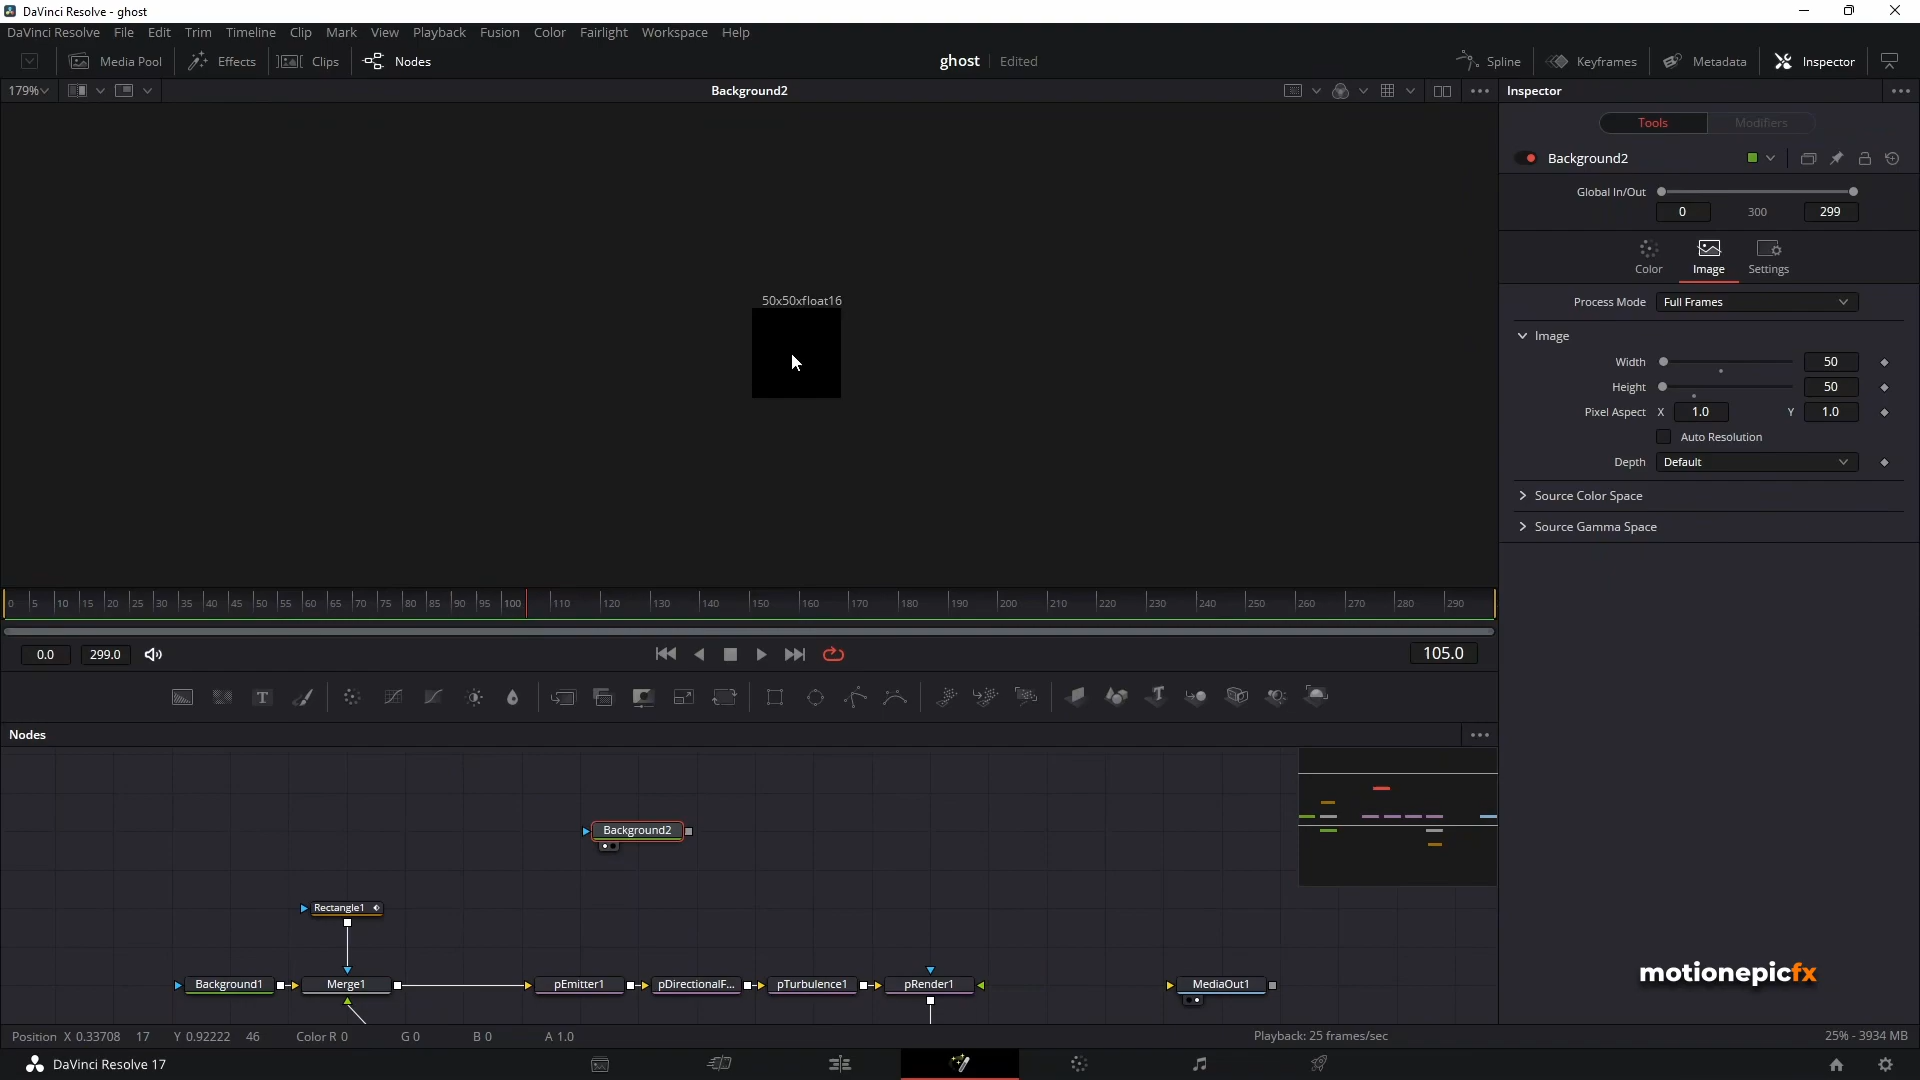 DaVinci Resolve - ghost
DaVinci Resolve File Edit Trim Timeline Clip Mark View Playback Fusion Color Fairlight Workspace Help
Media Pool Effects Clips Nodes ghost Edited Spline Keyframes Metadata Inspector
179% Background2 Inspector
Tools Modifiers
Background2
Global In/Out
0 300 299
Color Image Settings
Process Mode Full Frames
Image
Width 50
Height 50
Pixel Aspect X 1.0 Y 1.0
Auto Resolution
Depth Default
Source Color Space
Source Gamma Space
50x50xfloat16
0 5 10 15 20 25 30 35 40 45 50 55 60 65 70 75 80 85 90 95 100 110 120 130 140 150 160 170 180 190 200 210 220 230 240 250 260 270 280 290
0.0 299.0 105.0
T
Nodes
Background2
Rectangle1
Background1 Merge1 pEmitter1 pDirectionalF... pTurbulence1 pRender1 MediaOut1
motionepicfx
Position X 0.33708 17 Y 0.92222 46 Color R 0 G 0 B 0 A 1.0 Playback: 25 frames/sec 25% - 3934 MB
DaVinci Resolve 17